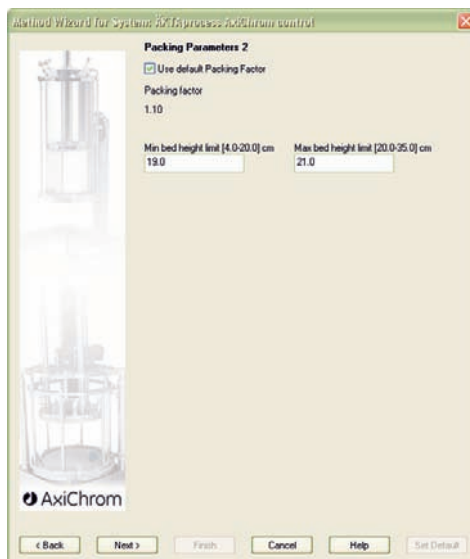 Method Wizard for System: ÄKTAprocess AxiChrom control
Packing Parameters 2
Use default Packing Factor
Packing factor
1.10
Min bed height limit [4.0-20.0] cm Max bed height limit [20.0-35.0] cm
19.0 21.0
AxiChrom
< Back Next > Finish Cancel Help Set Default